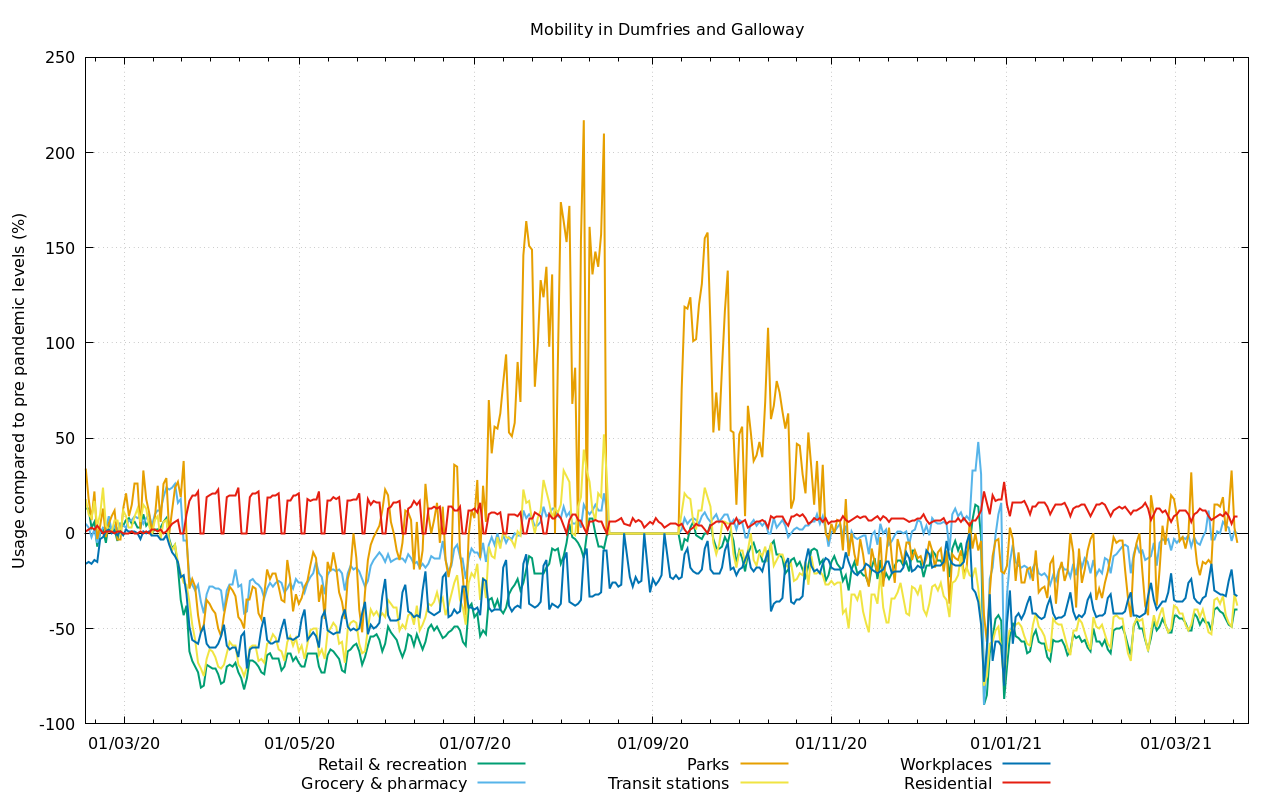 Mobility in Dumfries and Galloway
Usage compared to pre pandemic levels (%)
250
200
150
100
50
0
-50
-100
01/03/20 01/05/20 01/07/20 01/09/20 01/11/20 01/01/21 01/03/21
Retail & recreation Parks Workplaces
Grocery & pharmacy Transit stations Residential